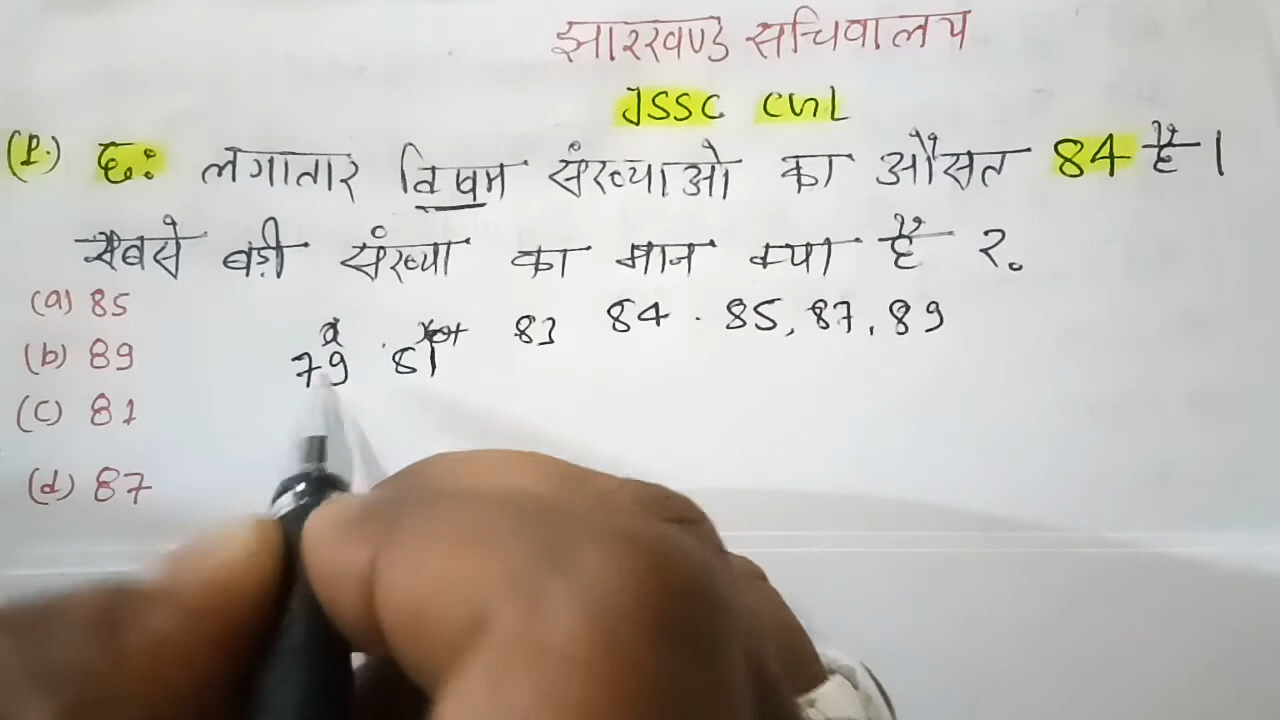 झारखण्ड सचिवालय
JSSC CGL
(1.) छः लगातार विषम संख्याओ का औसत 84 है।
सबसे बड़ी संख्या का मान क्या है ?.
(a) 85
(b) 89
(c) 81
(d) 87
79 81 83 84 . 85, 87, 89